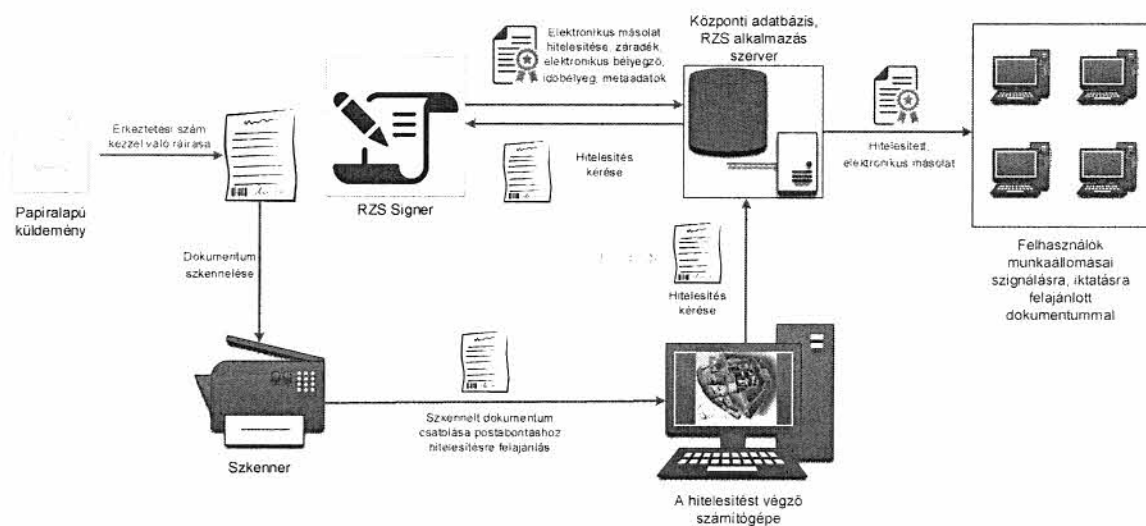 Központi adatbázis,
RZS alkalmazás
szerver
Elektronikus másolat
hitelesítése, záradék,
elektronikus bélyegző,
időbélyeg, metaadatok
Érkeztetési szám
kézzel való ráírása
Hitelesítés
kérése
Hitelesített,
elektronikus másolat
Papíralapú
küldemény
RZS Signer
Dokumentum
szkennelése
Hitelesítés
kérése
Felhasználók
munkaállomásai
szignálásra, iktatásra
felajánlott
dokumentummal
Szkennelt dokumentum
csatolása postabontáshoz
hitelesítésre felajánlás
Szkenner
A hitelesítést végző
számítógépe